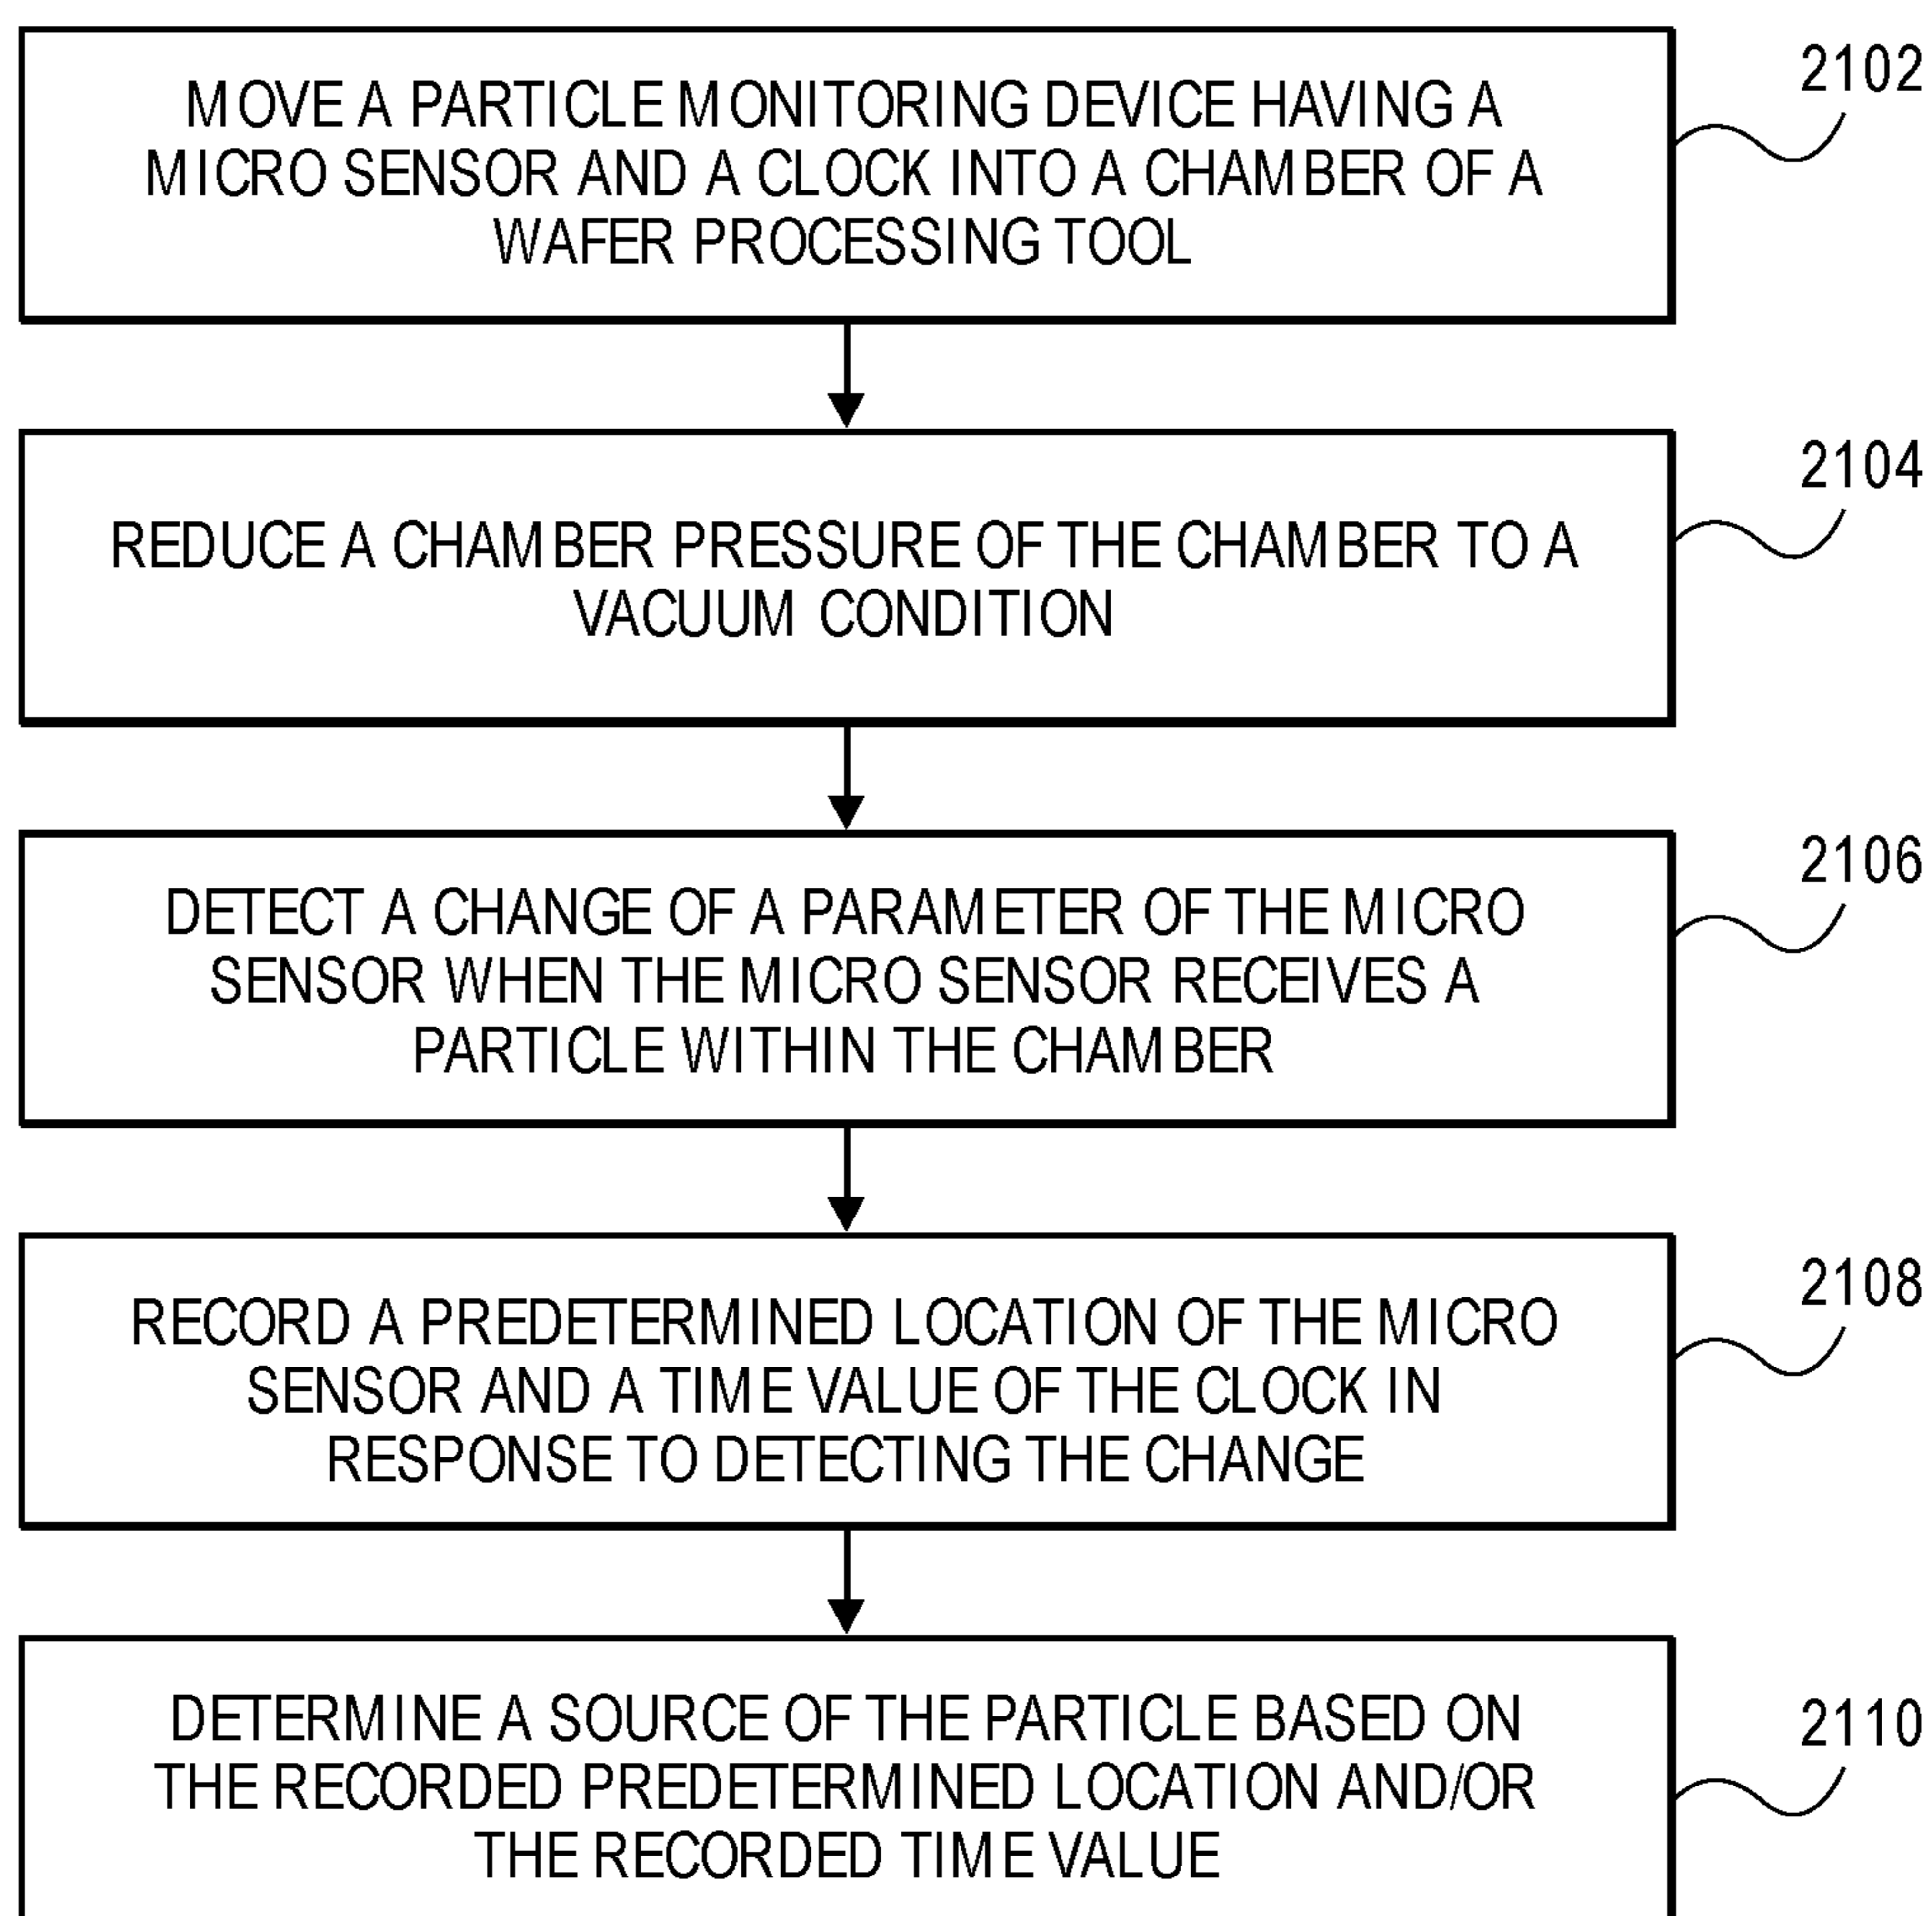 MOVE A PARTICLE MONITORING DEVICE HAVING A
MICRO SENSOR AND A CLOCK INTO A CHAMBER OF A
WAFER PROCESSING TOOL
2102
REDUCE A CHAMBER PRESSURE OF THE CHAMBER TO A
VACUUM CONDITION
2104
DETECT A CHANGE OF A PARAMETER OF THE MICRO
SENSOR WHEN THE MICRO SENSOR RECEIVES A
PARTICLE WITHIN THE CHAMBER
2106
RECORD A PREDETERMINED LOCATION OF THE MICRO
SENSOR AND A TIME VALUE OF THE CLOCK IN
RESPONSE TO DETECTING THE CHANGE
2108
DETERMINE A SOURCE OF THE PARTICLE BASED ON
THE RECORDED PREDETERMINED LOCATION AND/OR
THE RECORDED TIME VALUE
2110